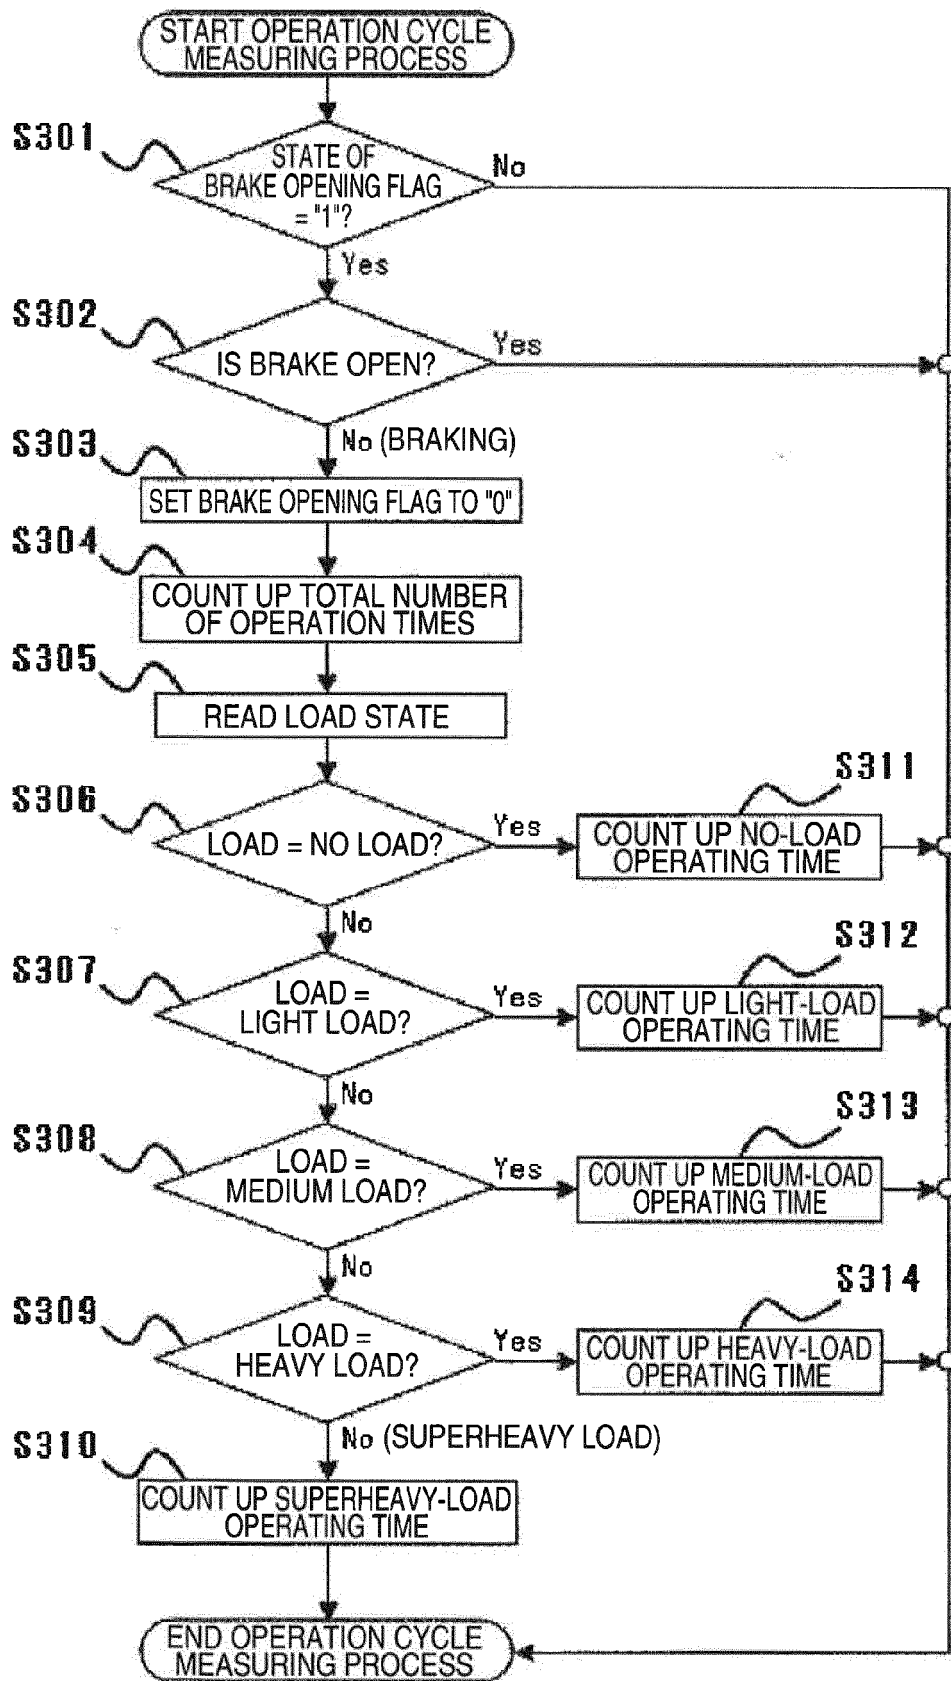 START OPERATION CYCLE
MEASURING PROCESS
S301
STATE OF
BRAKE OPENING FLAG
= "1"?
No
Yes
S302
IS BRAKE OPEN?
Yes
No (BRAKING)
S303
SET BRAKE OPENING FLAG TO "0"
S304
COUNT UP TOTAL NUMBER
OF OPERATION TIMES
S305
READ LOAD STATE
S306
LOAD = NO LOAD?
Yes
S311
COUNT UP NO-LOAD
OPERATING TIME
No
S307
LOAD =
LIGHT LOAD?
Yes
S312
COUNT UP LIGHT-LOAD
OPERATING TIME
No
S308
LOAD =
MEDIUM LOAD?
Yes
S313
COUNT UP MEDIUM-LOAD
OPERATING TIME
No
S309
LOAD =
HEAVY LOAD?
Yes
S314
COUNT UP HEAVY-LOAD
OPERATING TIME
No (SUPERHEAVY LOAD)
S310
COUNT UP SUPERHEAVY-LOAD
OPERATING TIME
END OPERATION CYCLE
MEASURING PROCESS